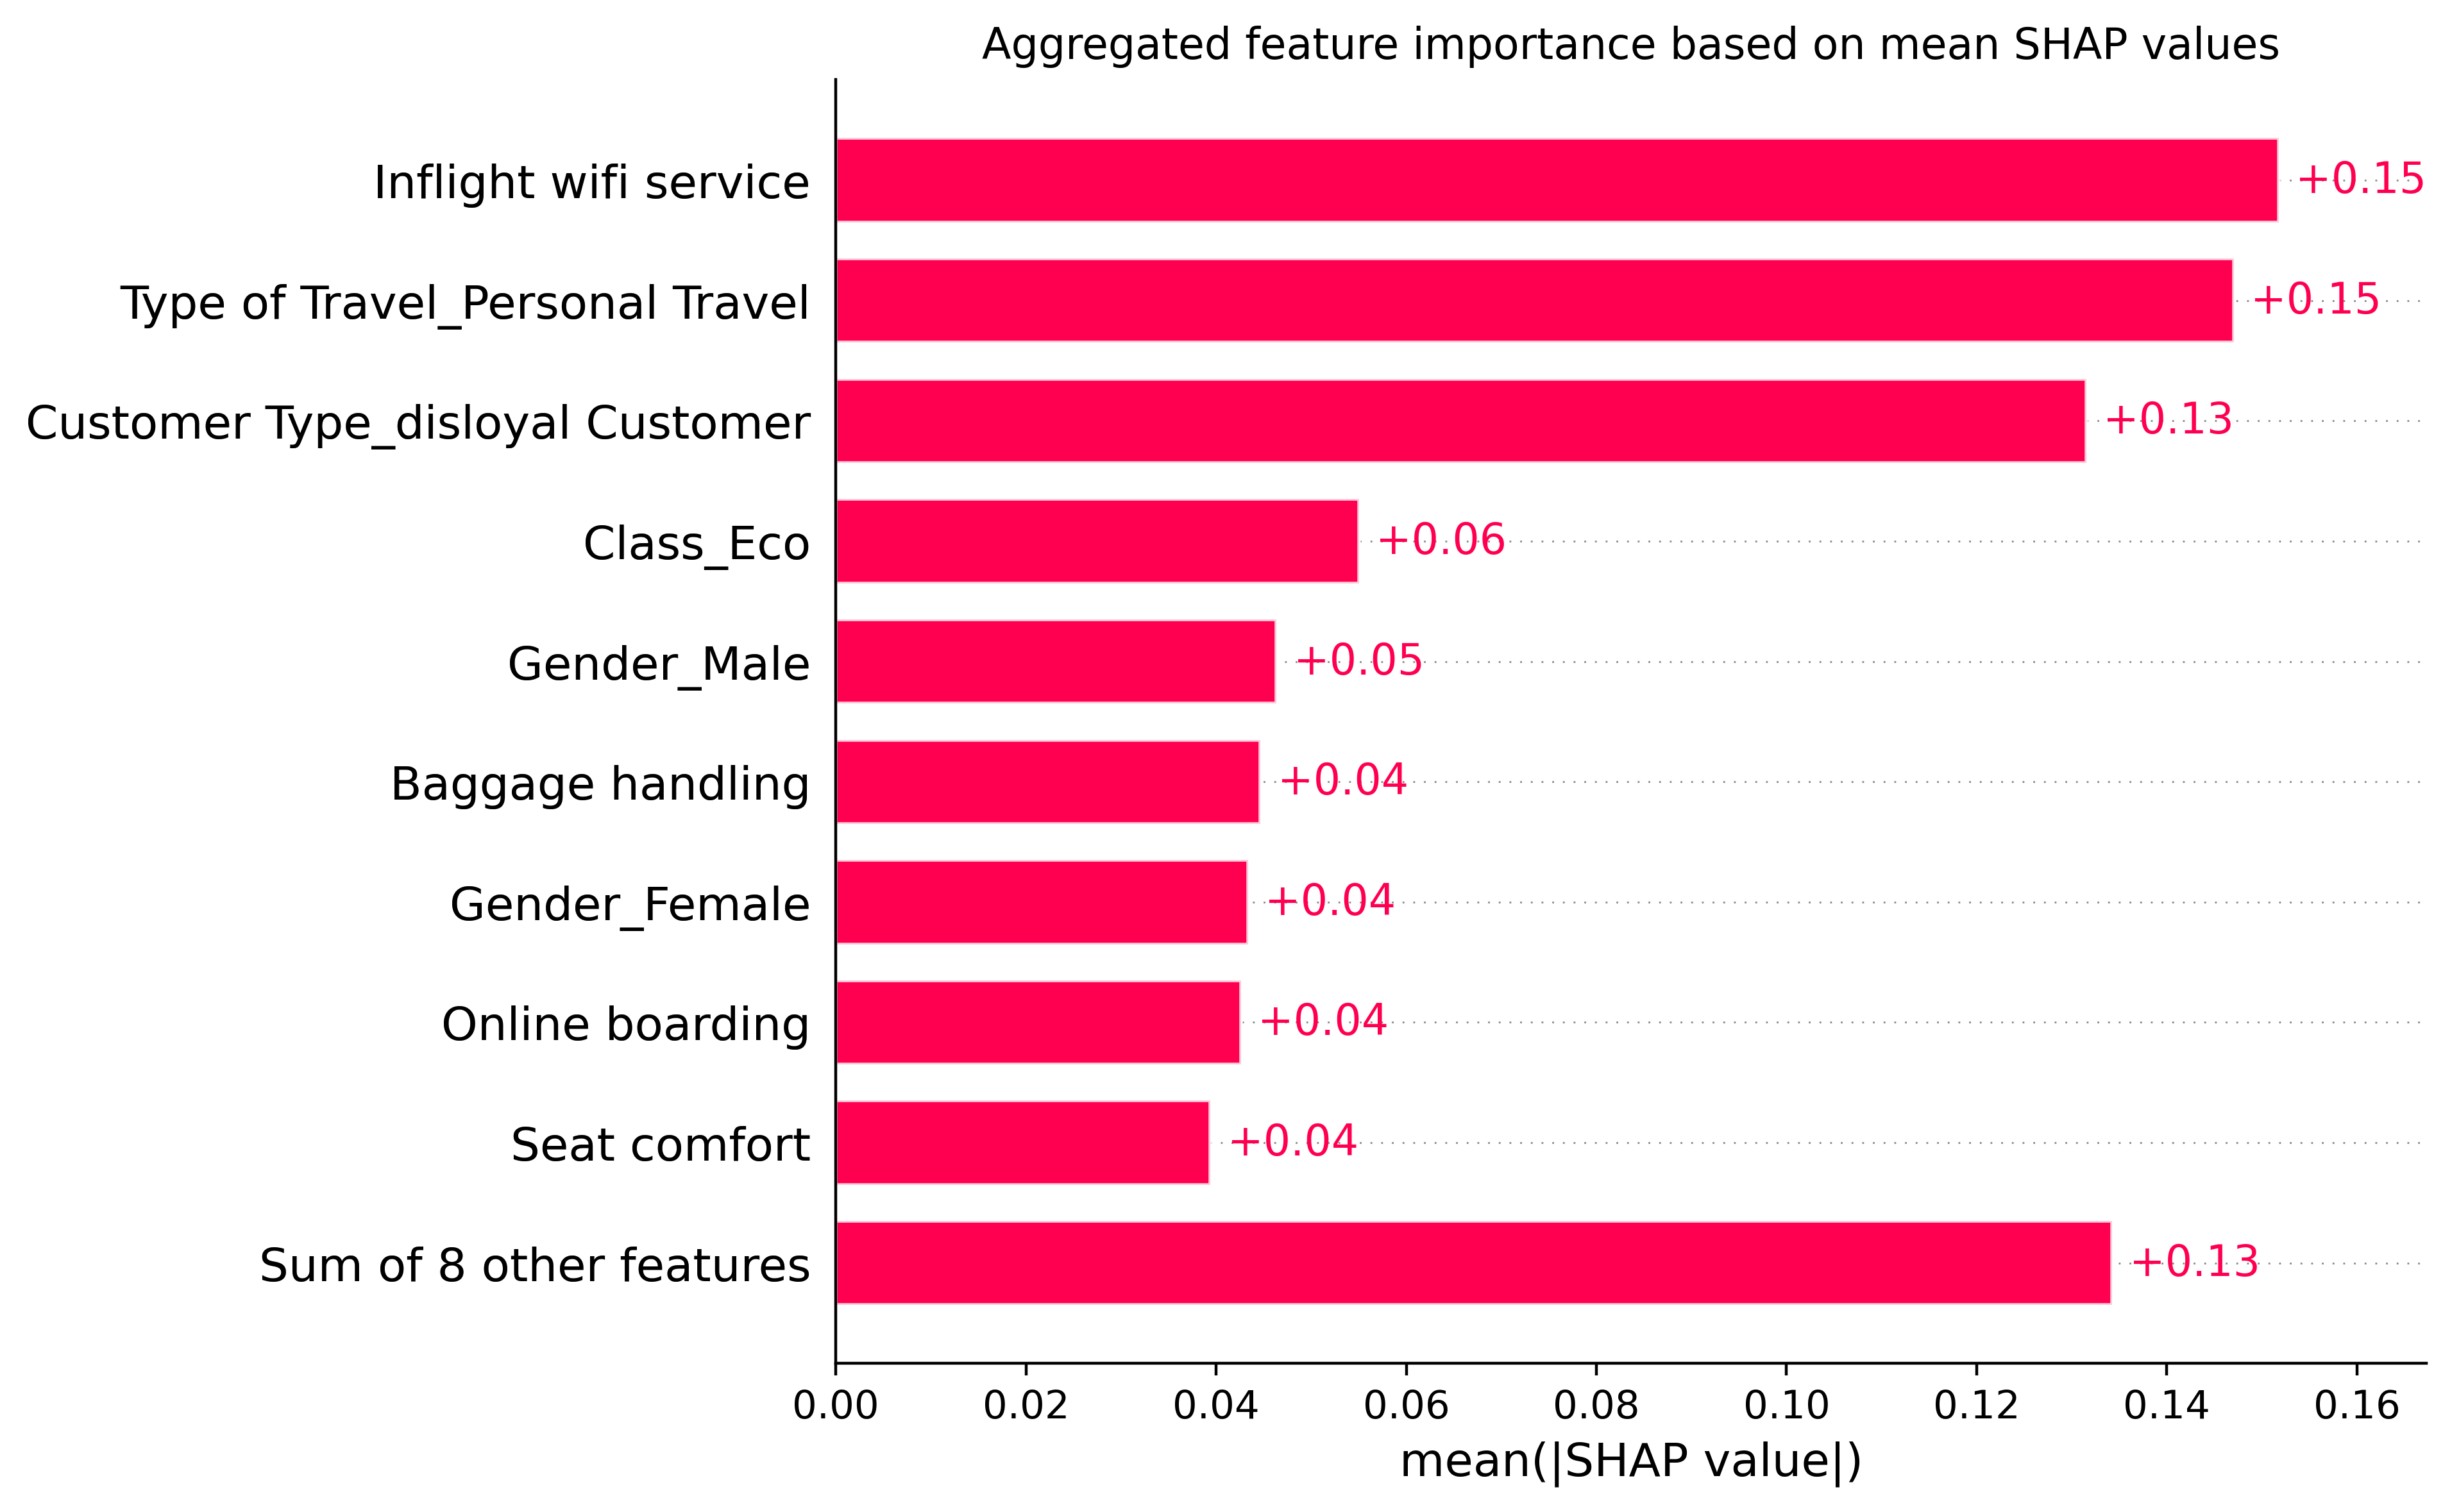 Aggregated feature importance based on mean SHAP values
Inflight wifi service +0.15
Type of Travel_Personal Travel +0.15
Customer Type_disloyal Customer +0.13
Class_Eco +0.06
Gender_Male +0.05
Baggage handling +0.04
Gender_Female +0.04
Online boarding +0.04
Seat comfort +0.04
Sum of 8 other features +0.13
0.00 0.02 0.04 0.06 0.08 0.10 0.12 0.14 0.16
mean(|SHAP value|)